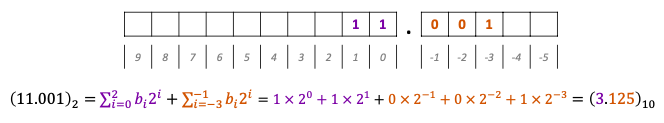 1 1 . 0 0 1
9 8 7 6 5 4 3 2 1 0 -1 -2 -3 -4 -5
(11.001)₂ = ∑²ᵢ₌₀ bᵢ2ⁱ + ∑⁻¹ᵢ₌₋₃ bᵢ2ⁱ = 1 × 2⁰ + 1 × 2¹ + 0 × 2⁻¹ + 0 × 2⁻² + 1 × 2⁻³ = (3.125)₁₀